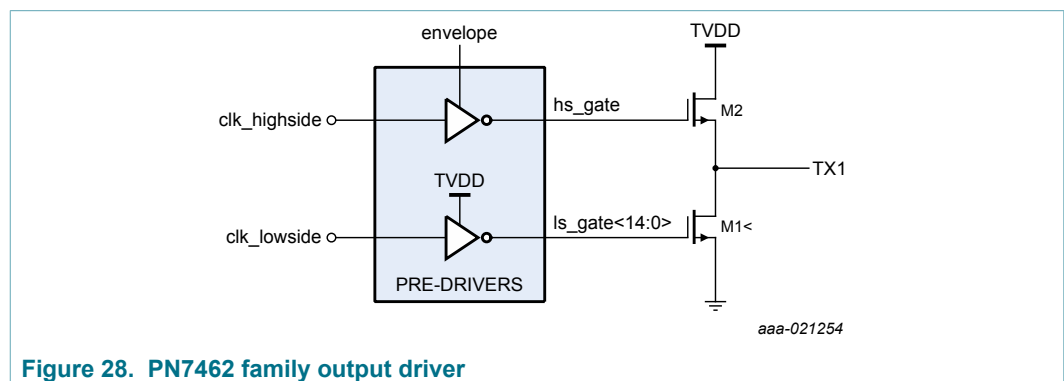 envelope
TVDD
clk_highside
hs_gate
M2
TX1
TVDD
clk_lowside
ls_gate<14:0>
M1<
PRE-DRIVERS
aaa-021254
Figure 28. PN7462 family output driver